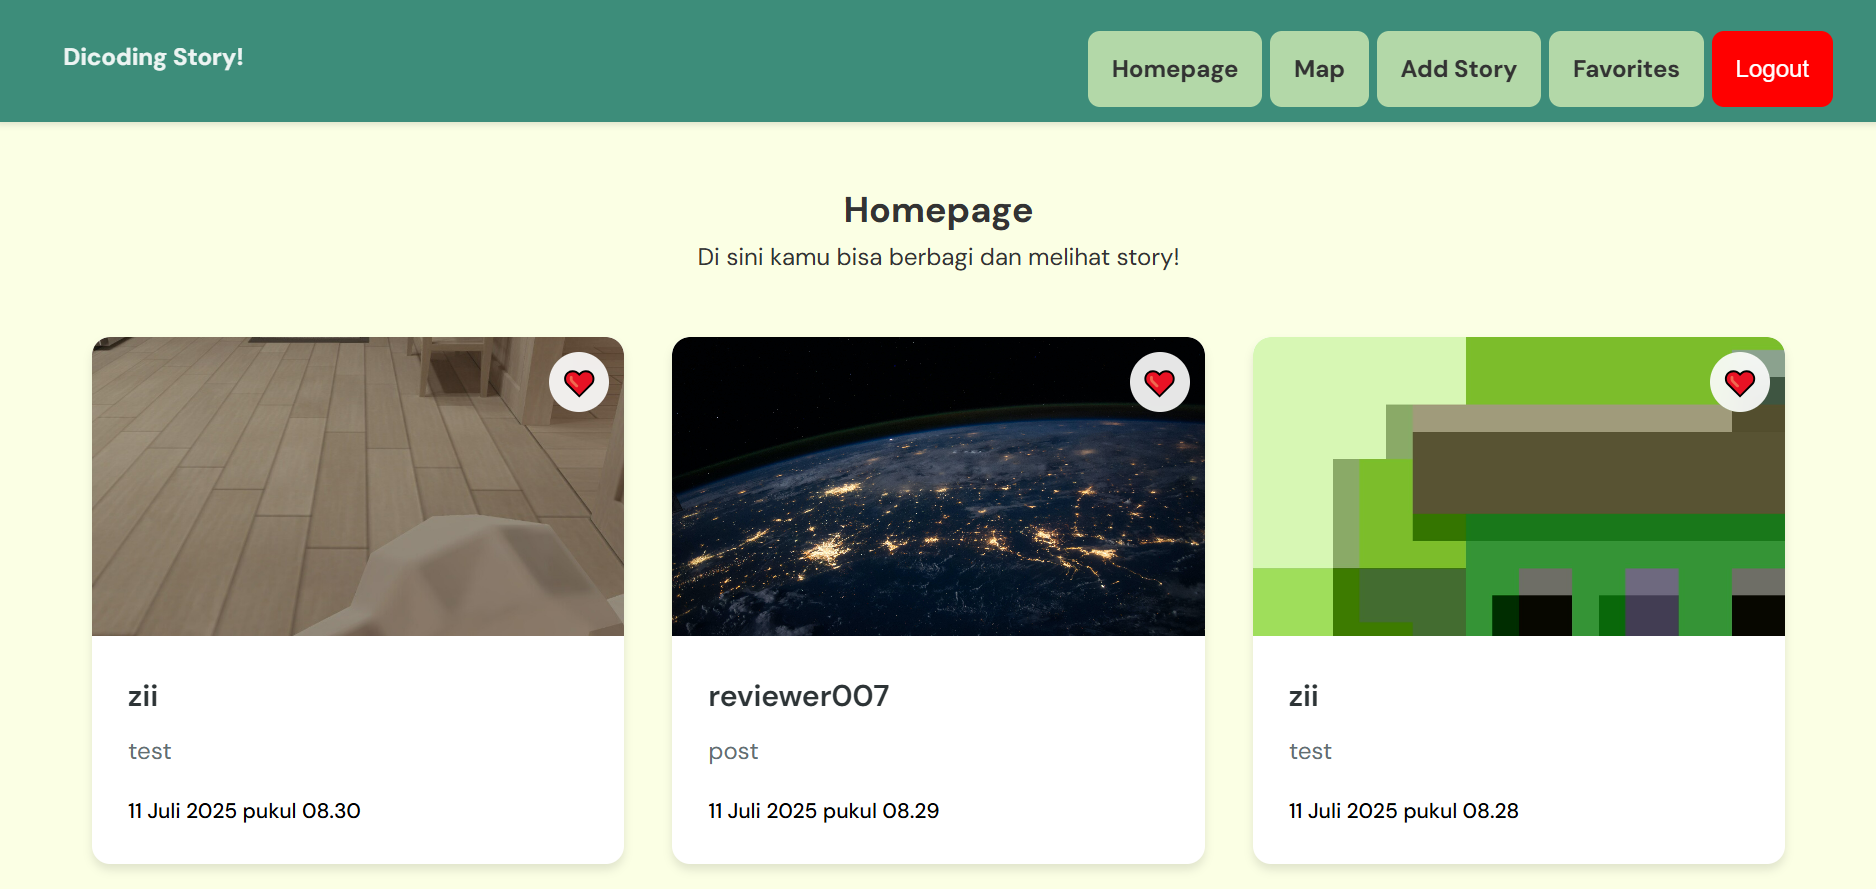 Dicoding Story!
Homepage
Map
Add Story
Favorites
Logout
Homepage
Di sini kamu bisa berbagi dan melihat story!
zii
test
11 Juli 2025 pukul 08.30
reviewer007
post
11 Juli 2025 pukul 08.29
zii
test
11 Juli 2025 pukul 08.28